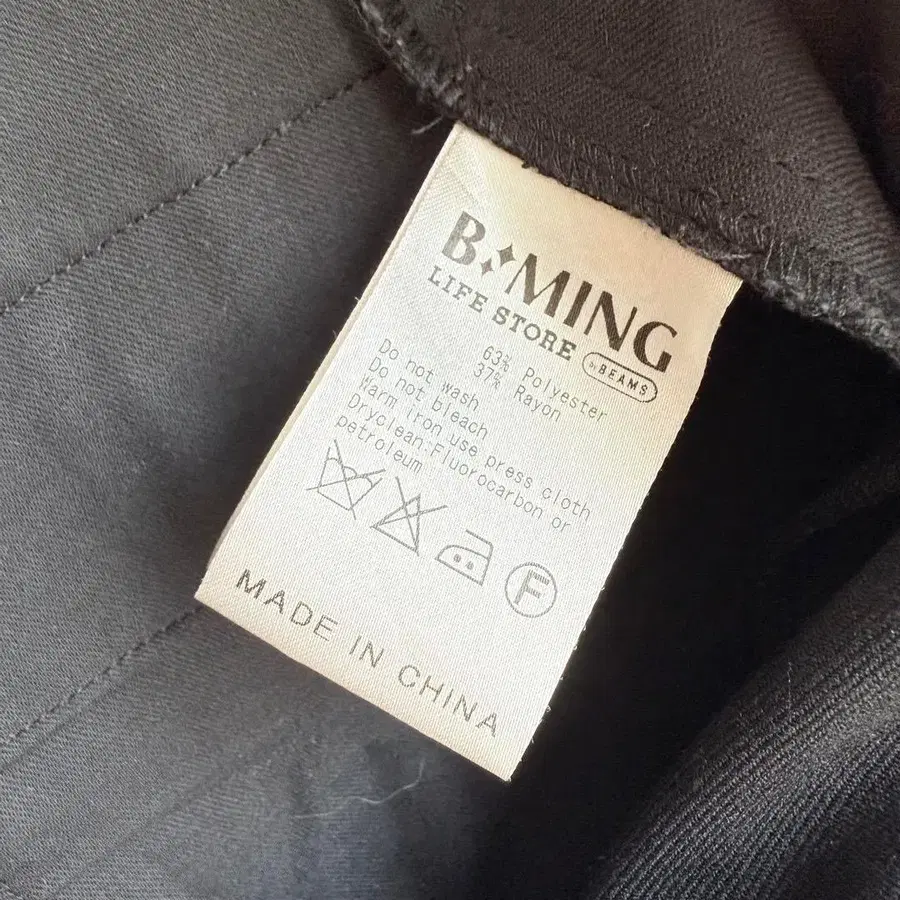 B:MING
LIFE STORE by BEAMS
63% Polyester
37% Rayon
Do not wash
Do not bleach
Warm iron use press cloth
Dryclean:Fluorocarbon or
petroleum
F
MADE IN CHINA